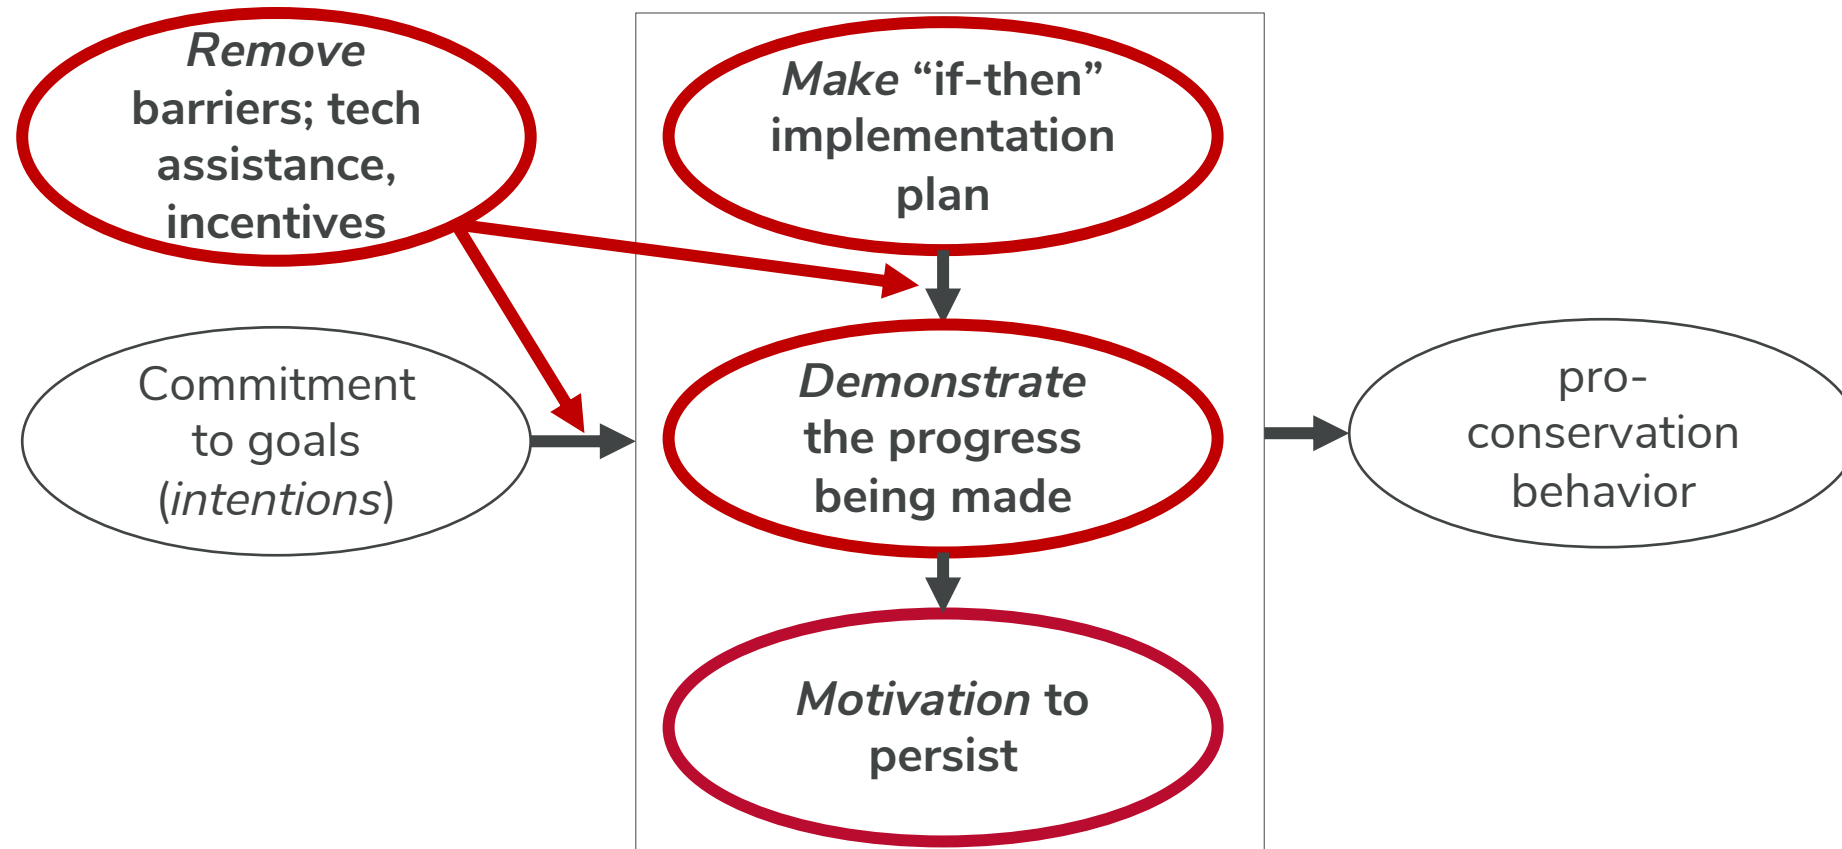 Remove
barriers; tech
assistance,
incentives
Make “if-then”
implementation
plan
Commitment
to goals
(intentions)
Demonstrate
the progress
being made
pro-
conservation
behavior
Motivation to
persist